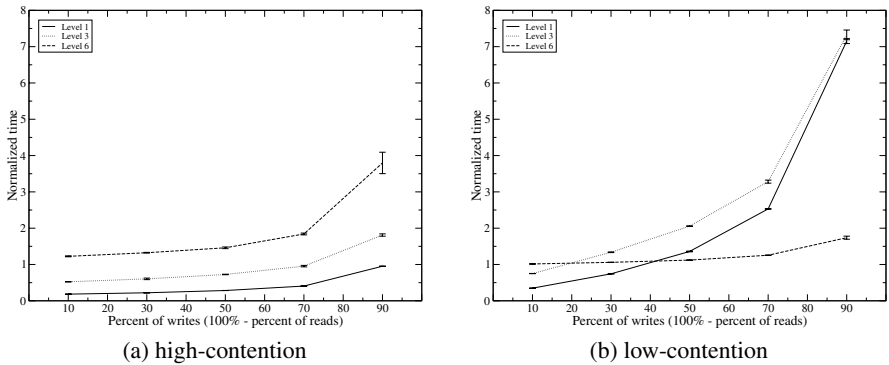 8
7
6
5
4
3
2
1
0
Normalized time
Level 1
Level 3
Level 6
10 20 30 40 50 60 70 80 90
Percent of writes (100% - percent of reads)
(a) high-contention
8
7
6
5
4
3
2
1
0
Normalized time
Level 1
Level 3
Level 6
10 20 30 40 50 60 70 80 90
Percent of writes (100% - percent of reads)
(b) low-contention